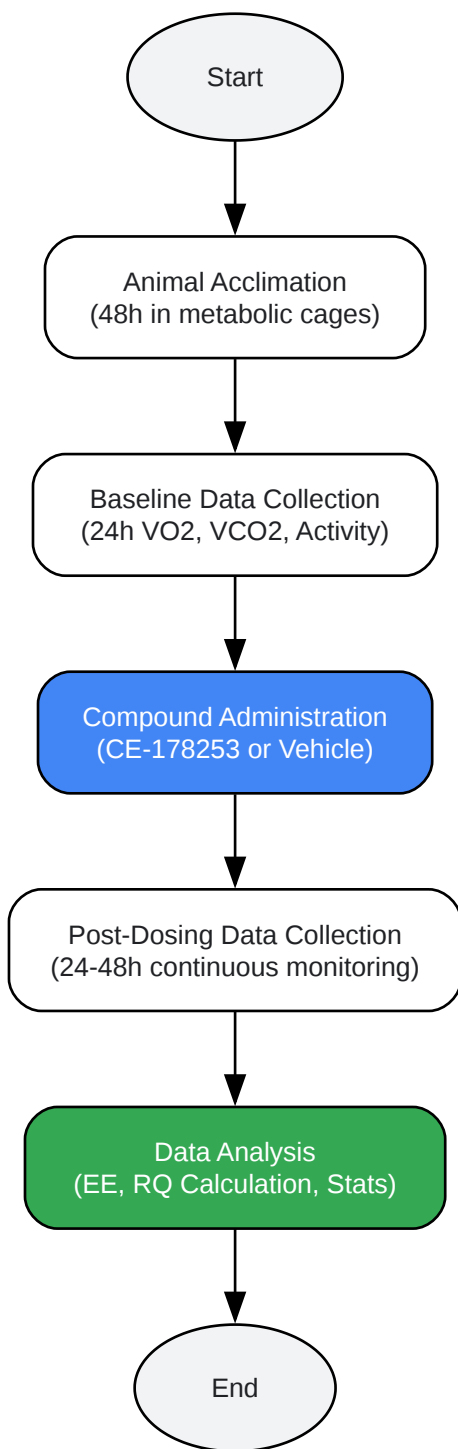 Start
Animal Acclimation
(48h in metabolic cages)
Baseline Data Collection
(24h VO2, VCO2, Activity)
Compound Administration
(CE-178253 or Vehicle)
Post-Dosing Data Collection
(24-48h continuous monitoring)
Data Analysis
(EE, RQ Calculation, Stats)
End